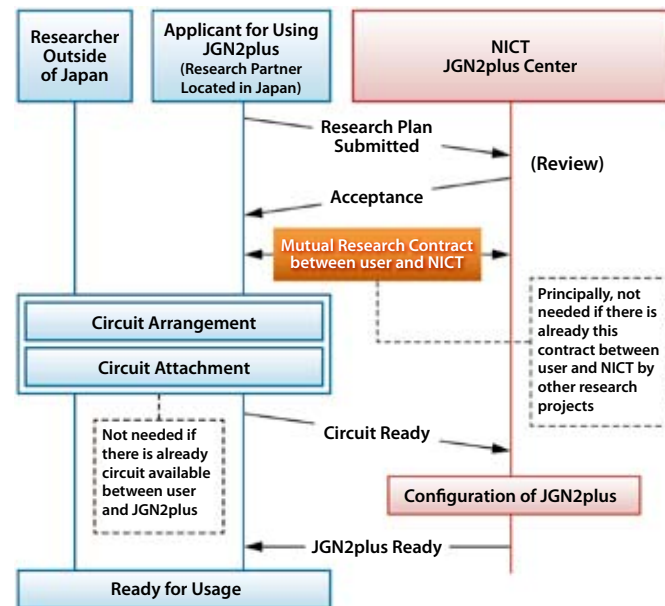 Researcher
Outside
of Japan
Applicant for Using
JGN2plus
(Research Partner
Located in Japan)
NICT
JGN2plus Center
Research Plan
Submitted
(Review)
Acceptance
Mutual Research Contract
between user and NICT
Principally, not
needed if there is
already this
contract between
user and NICT by
other research
projects
Circuit Arrangement
Circuit Attachment
Not needed if
there is already
circuit available
between user
and JGN2plus
Circuit Ready
Configuration of JGN2plus
JGN2plus Ready
Ready for Usage